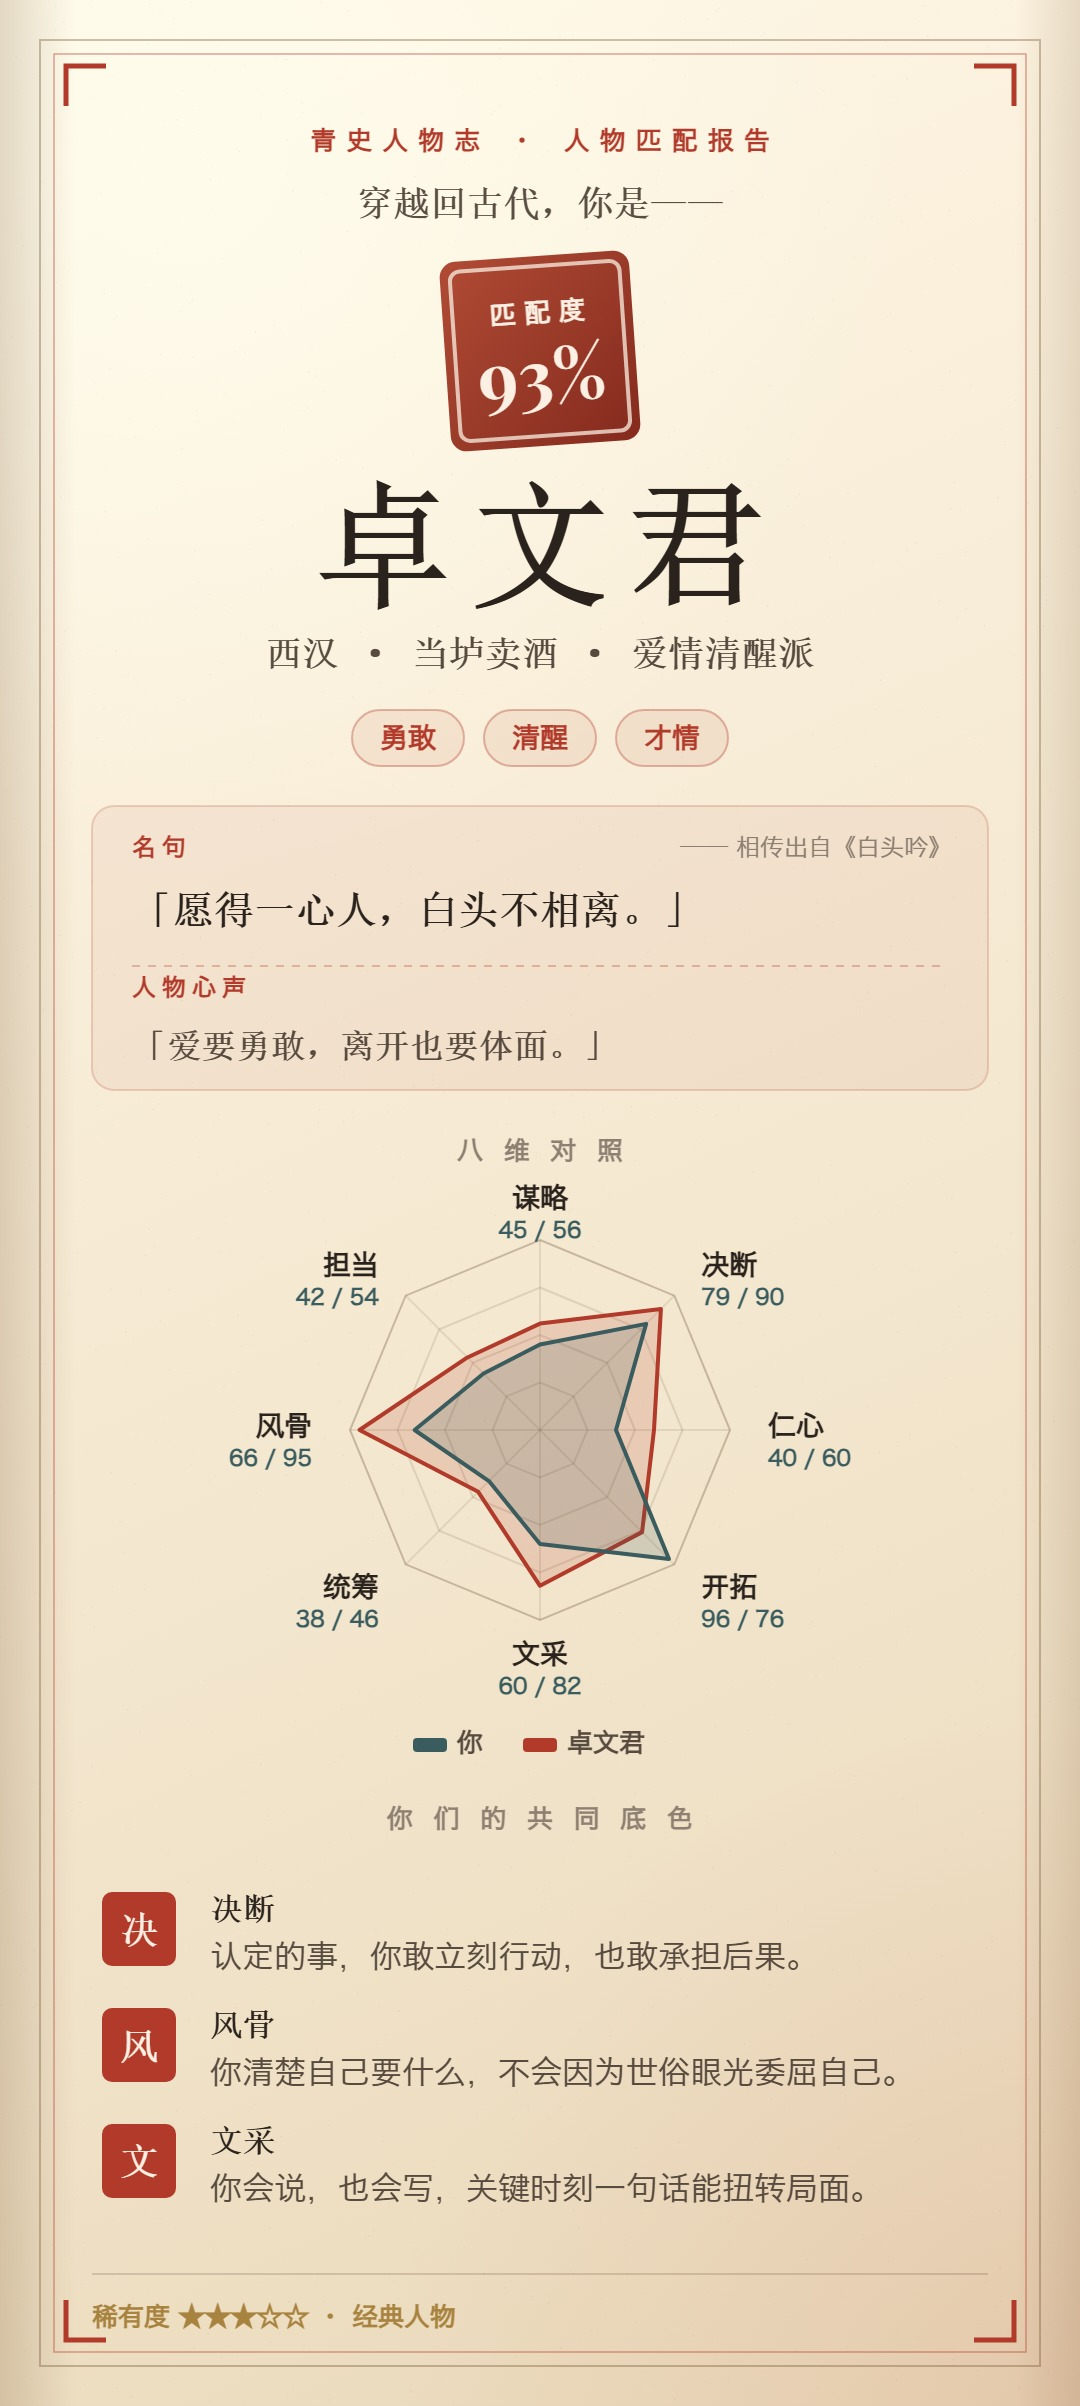 青史人物志 · 人物匹配报告
穿越回古代，你是——
匹配度
93%
卓文君
西汉 • 当垆卖酒 • 爱情清醒派
勇敢 清醒 才情
名句 —— 相传出自《白头吟》
「愿得一心人，白头不相离。」
人物心声
「爱要勇敢，离开也要体面。」
八维对照
谋略
45 / 56
担当
42 / 54
决断
79 / 90
风骨
66 / 95
仁心
40 / 60
统筹
38 / 46
开拓
96 / 76
文采
60 / 82
你 卓文君
你们的共同底色
决
决断
认定的事，你敢立刻行动，也敢承担后果。
风
风骨
你清楚自己要什么，不会因为世俗眼光委屈自己。
文
文采
你会说，也会写，关键时刻一句话能扭转局面。
稀有度 ★★★☆☆ · 经典人物